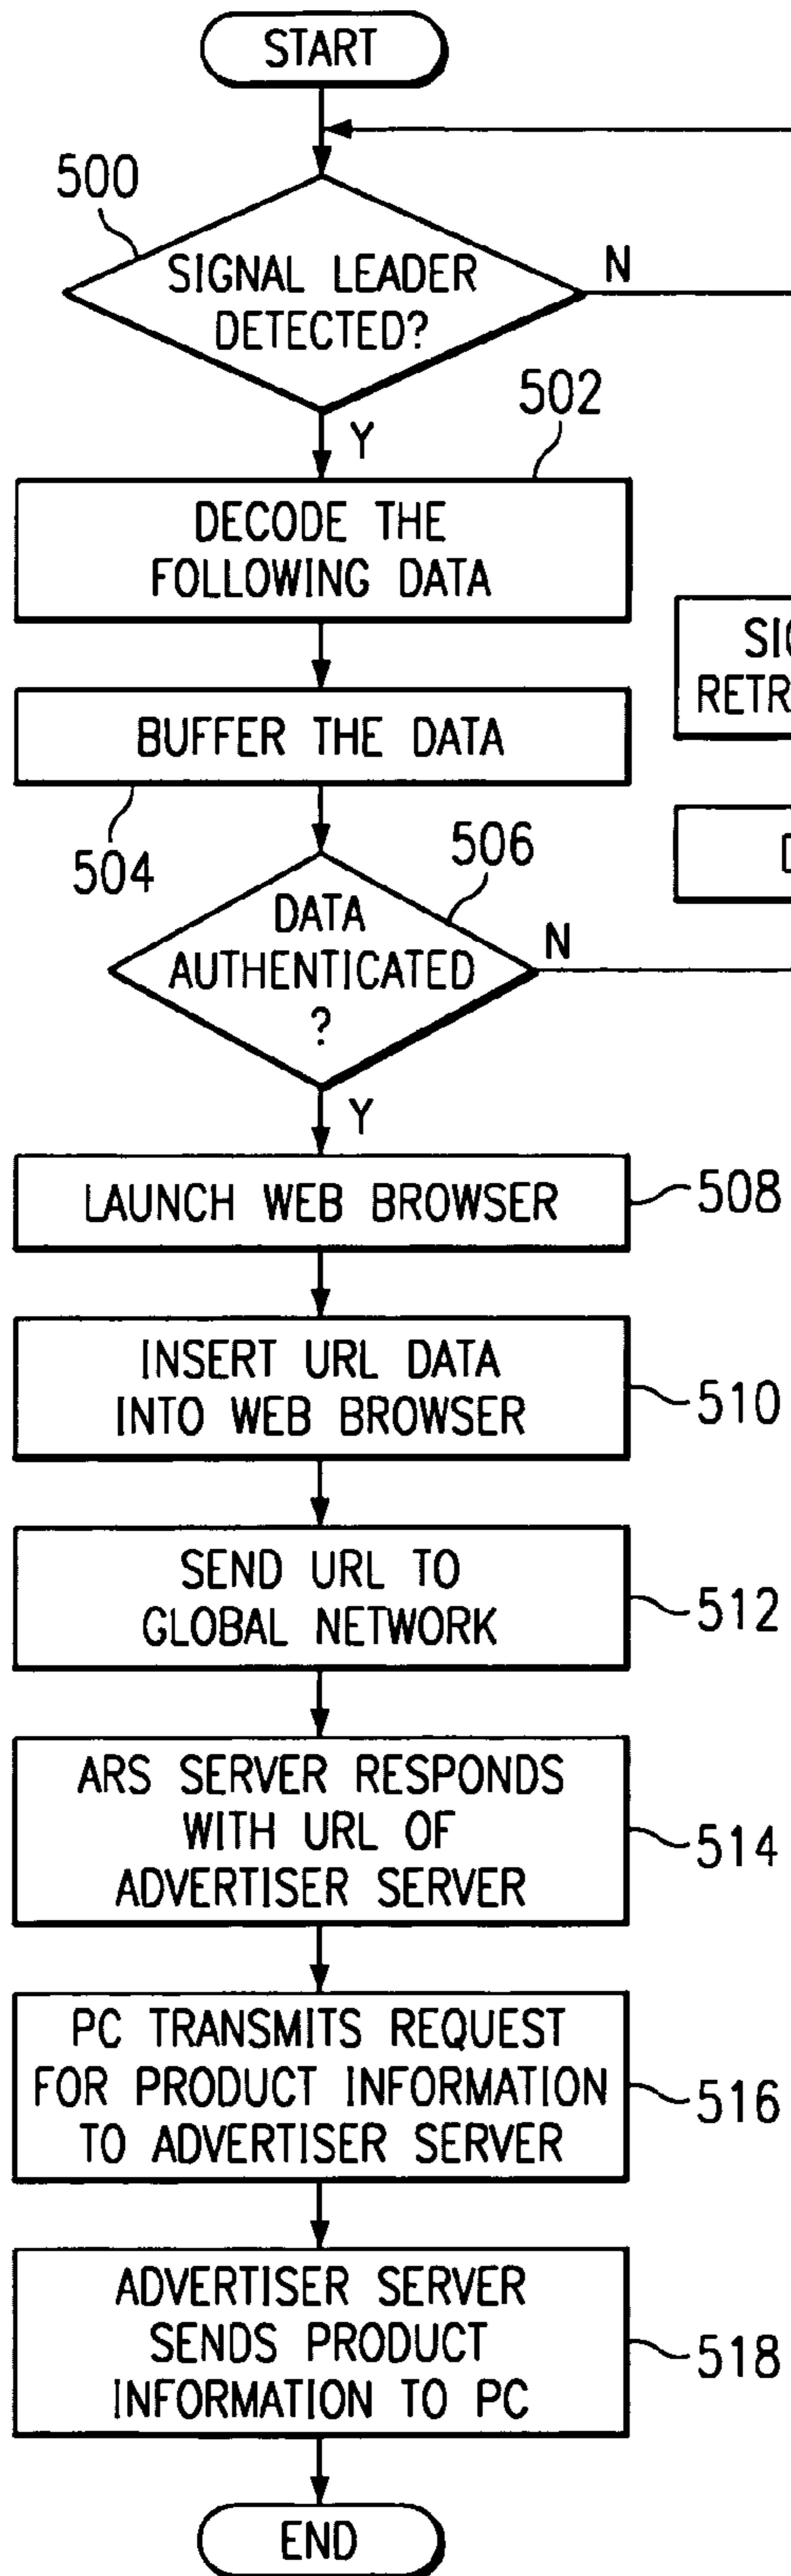 START
500
SIGNAL LEADER
DETECTED?
N
Y
502
DECODE THE
FOLLOWING DATA
BUFFER THE DATA
504
506
DATA
AUTHENTICATED
?
N
Y
LAUNCH WEB BROWSER
508
INSERT URL DATA
INTO WEB BROWSER
510
SEND URL TO
GLOBAL NETWORK
512
ARS SERVER RESPONDS
WITH URL OF
ADVERTISER SERVER
514
PC TRANSMITS REQUEST
FOR PRODUCT INFORMATION
TO ADVERTISER SERVER
516
ADVERTISER SERVER
SENDS PRODUCT
INFORMATION TO PC
518
END